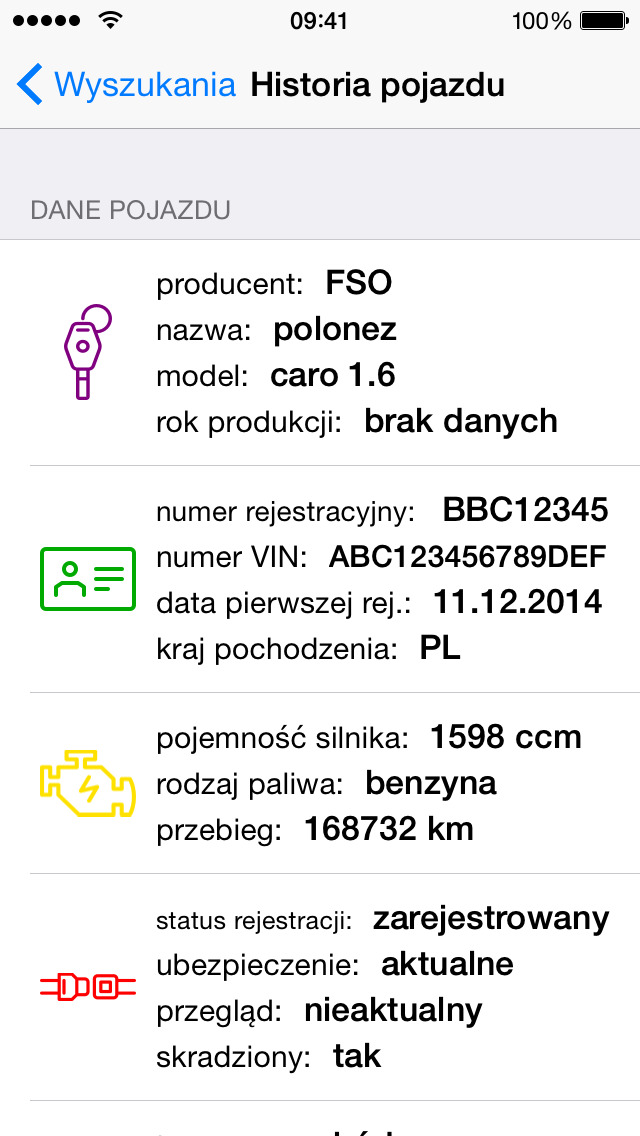 09:41 100%
Wyszukania Historia pojazdu
DANE POJAZDU
producent: FSO
nazwa: polonez
model: caro 1.6
rok produkcji: brak danych
numer rejestracyjny: BBC12345
numer VIN: ABC123456789DEF
data pierwszej rej.: 11.12.2014
kraj pochodzenia: PL
pojemność silnika: 1598 ccm
rodzaj paliwa: benzyna
przebieg: 168732 km
status rejestracji: zarejestrowany
ubezpieczenie: aktualne
przegląd: nieaktualny
skradziony: tak